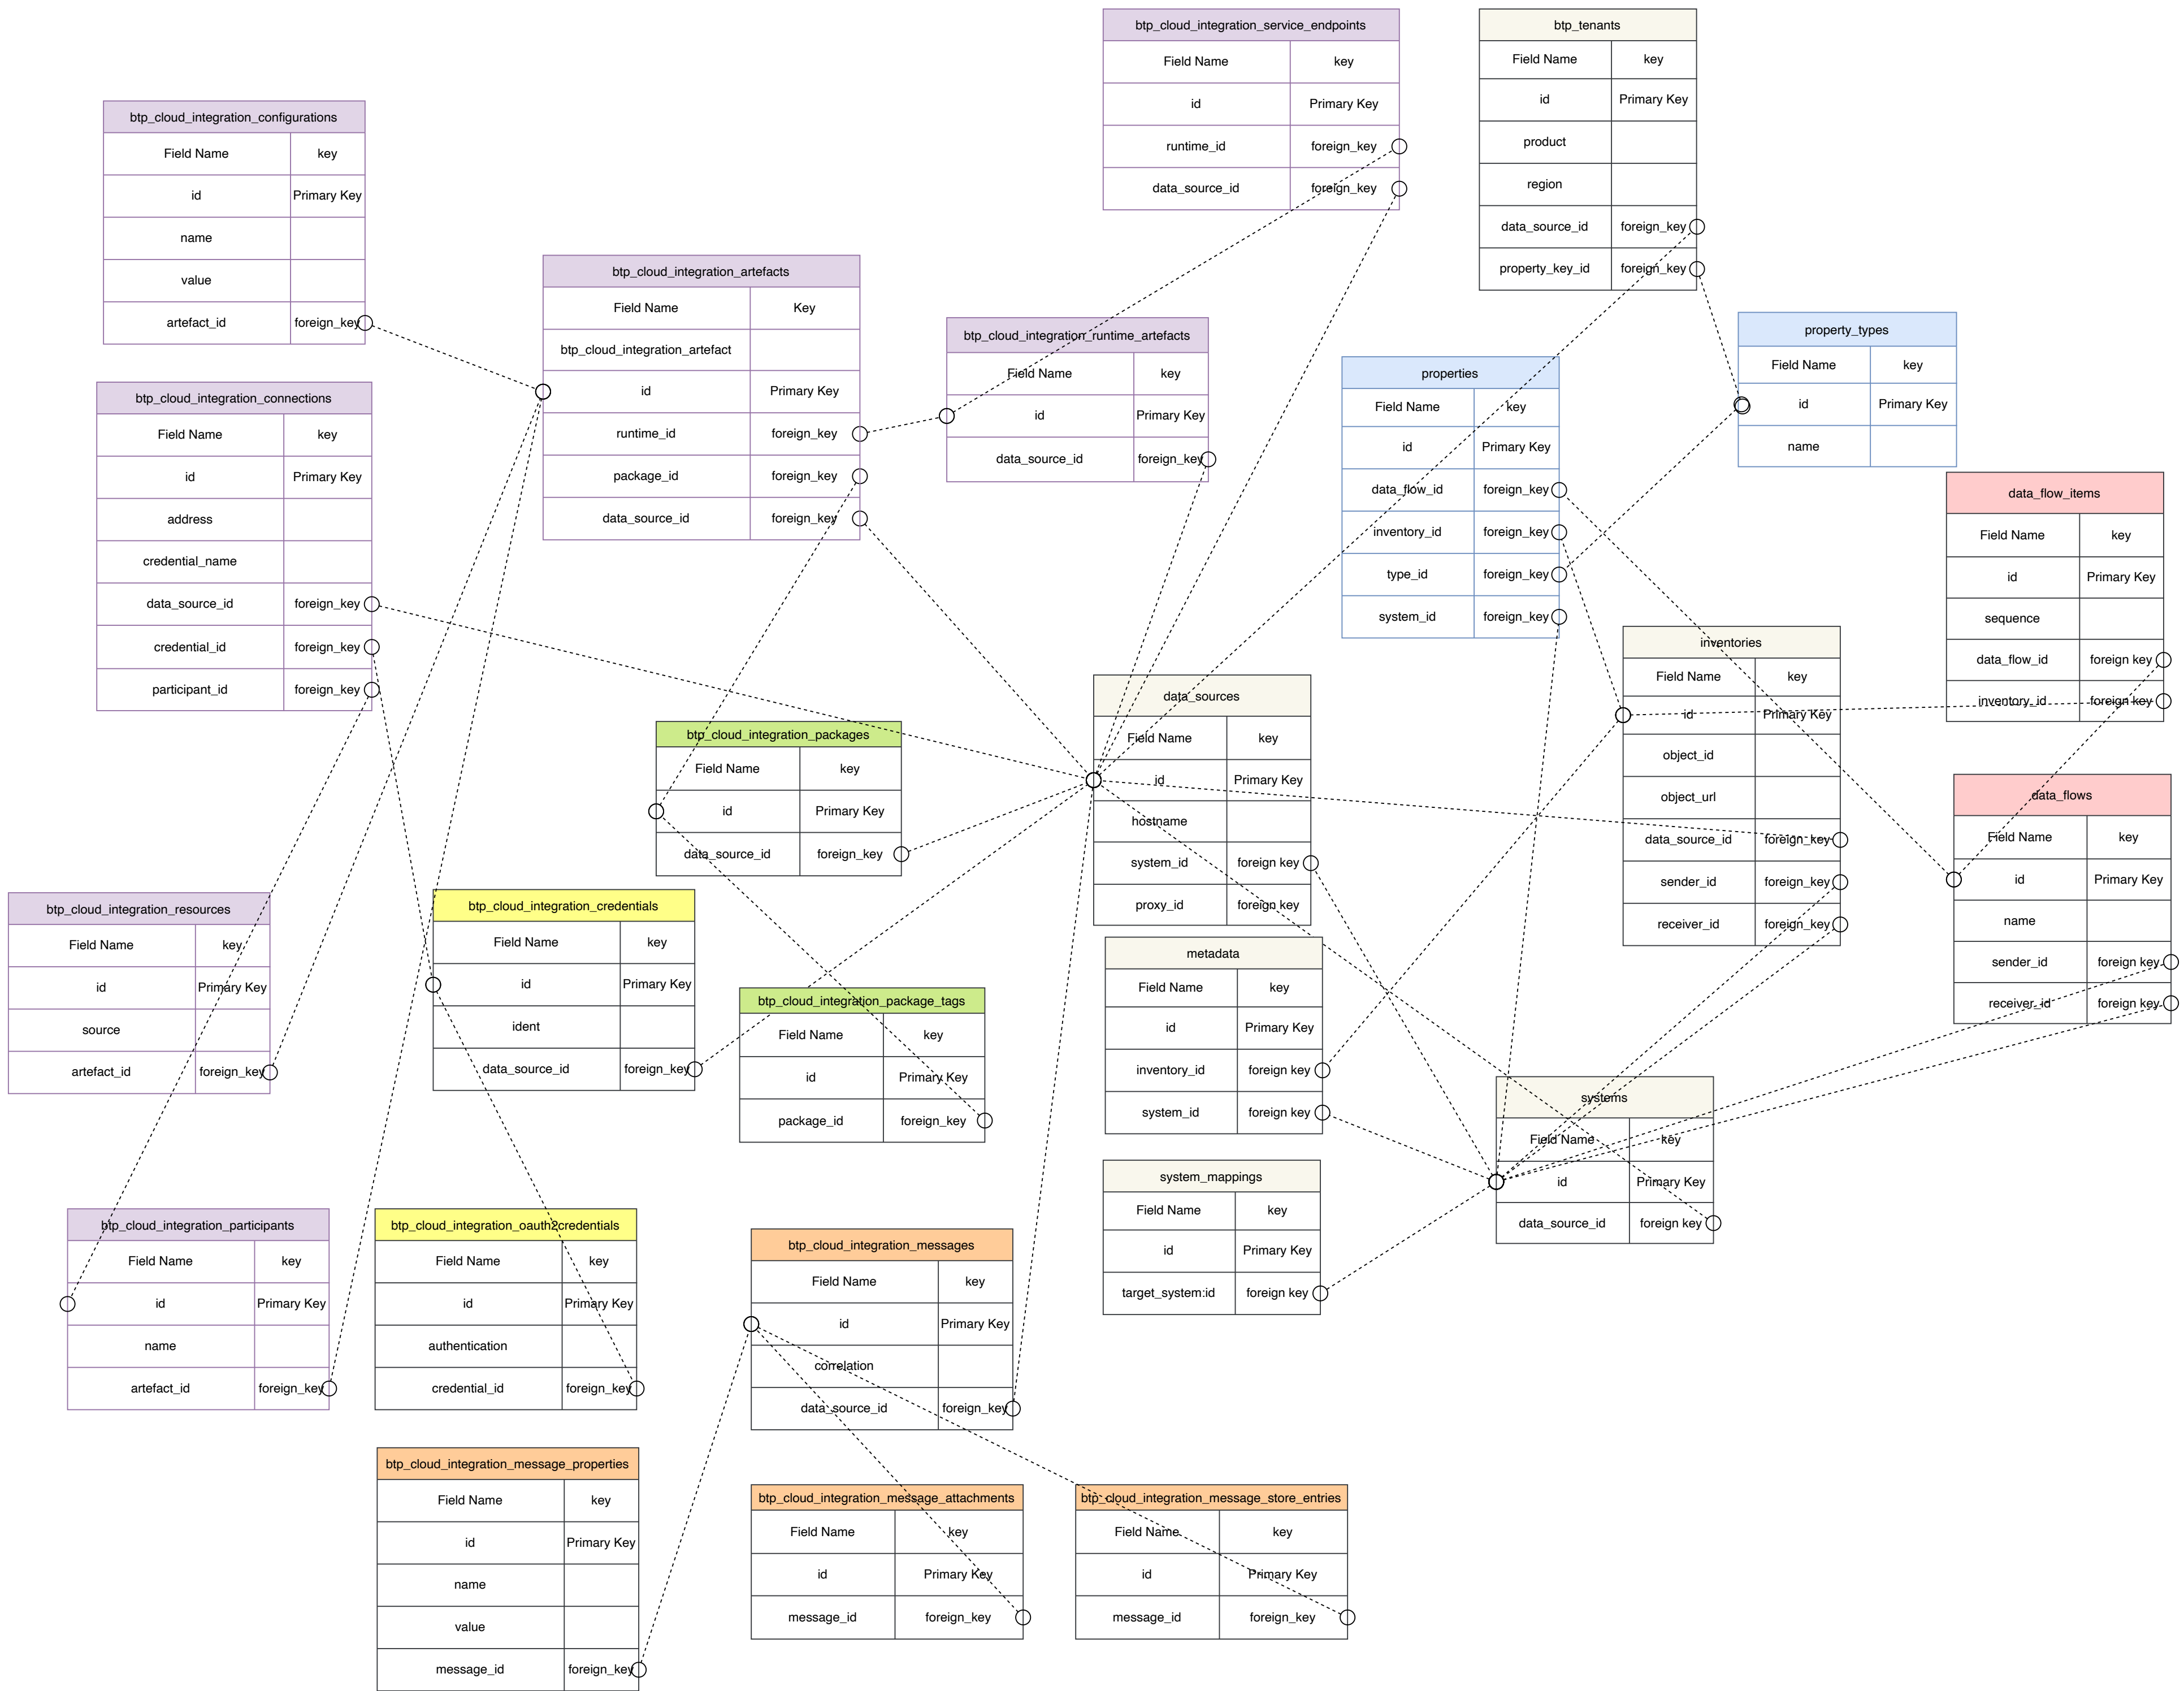 btp_cloud_integration_service_endpoints
Field Name key
id Primary Key
runtime_id foreign_key
data_source_id foreign_key
btp_tenants
Field Name key
id Primary Key
product
region
data_source_id foreign_key
property_key_id foreign_key
btp_cloud_integration_configurations
Field Name key
id Primary Key
name
value
artefact_id foreign_key
btp_cloud_integration_artefacts
Field Name Key
btp_cloud_integration_artefact
id Primary Key
runtime_id foreign_key
package_id foreign_key
data_source_id foreign_key
btp_cloud_integration_runtime_artefacts
Field Name key
id Primary Key
data_source_id foreign_key
property_types
Field Name key
id Primary Key
name
properties
Field Name key
id Primary Key
data_flow_id foreign_key
inventory_id foreign_key
type_id foreign_key
system_id foreign_key
btp_cloud_integration_connections
Field Name key
id Primary Key
address
credential_name
data_source_id foreign_key
credential_id foreign_key
participant_id foreign_key
data_flow_items
Field Name key
id Primary Key
sequence
data_flow_id foreign key
inventory_id foreign key
inventories
Field Name key
id Primary Key
object_id
object_url
data_source_id foreign_key
sender_id foreign_key
receiver_id foreign_key
data_sources
Field Name key
id Primary Key
hostname
system_id foreign key
proxy_id foreign key
btp_cloud_integration_packages
Field Name key
id Primary Key
data_source_id foreign_key
data_flows
Field Name key
id Primary Key
name
sender_id foreign key
receiver_id foreign key
btp_cloud_integration_resources
Field Name key
id Primary Key
source
artefact_id foreign_key
btp_cloud_integration_credentials
Field Name key
id Primary Key
ident
data_source_id foreign_key
metadata
Field Name key
id Primary Key
inventory_id foreign key
system_id foreign key
btp_cloud_integration_package_tags
Field Name key
id Primary Key
package_id foreign_key
systems
Field Name key
id Primary Key
data_source_id foreign key
system_mappings
Field Name key
id Primary Key
target_system:id foreign key
btp_cloud_integration_participants
Field Name key
id Primary Key
name
artefact_id foreign_key
btp_cloud_integration_oauth2credentials
Field Name key
id Primary Key
authentication
credential_id foreign_key
btp_cloud_integration_messages
Field Name key
id Primary Key
correlation
data_source_id foreign_key
btp_cloud_integration_message_properties
Field Name key
id Primary Key
name
value
message_id foreign_key
btp_cloud_integration_message_attachments
Field Name key
id Primary Key
message_id foreign_key
btp_cloud_integration_message_store_entries
Field Name key
id Primary Key
message_id foreign_key